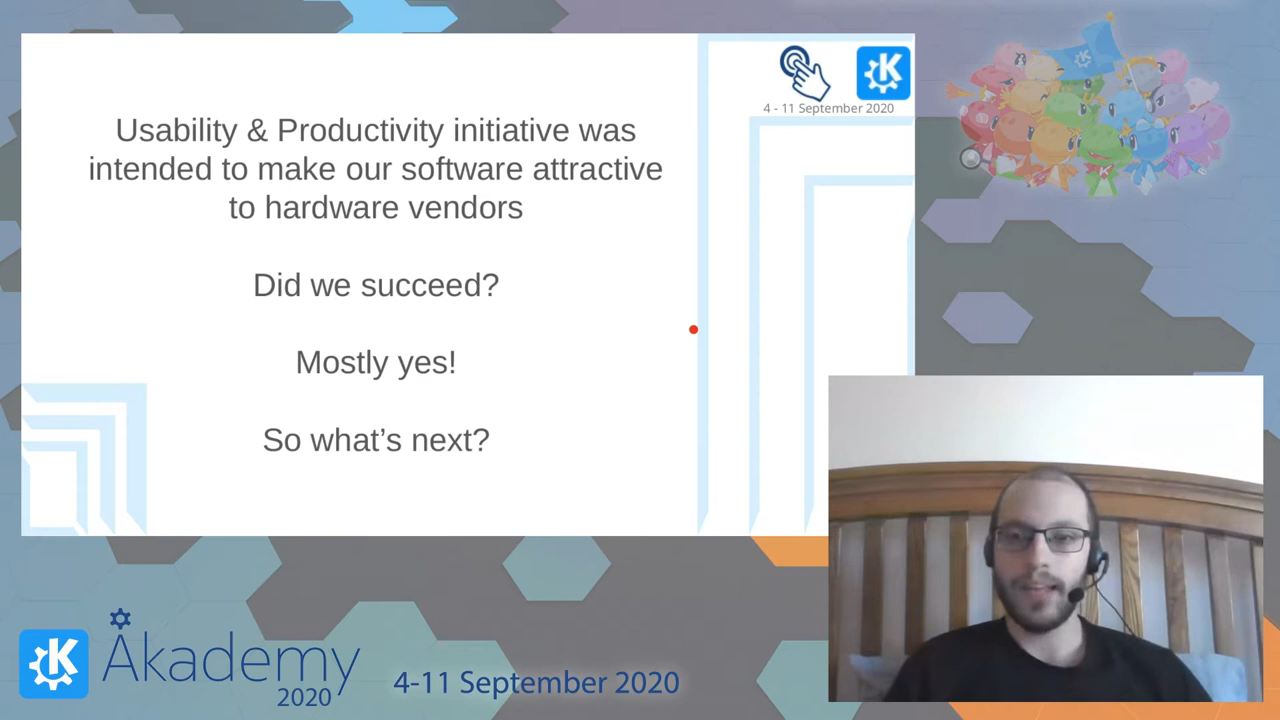 4 - 11 September 2020
Usability & Productivity initiative was
intended to make our software attractive
to hardware vendors
Did we succeed?
Mostly yes!
So what's next?
Akademy
2020
4-11 September 2020